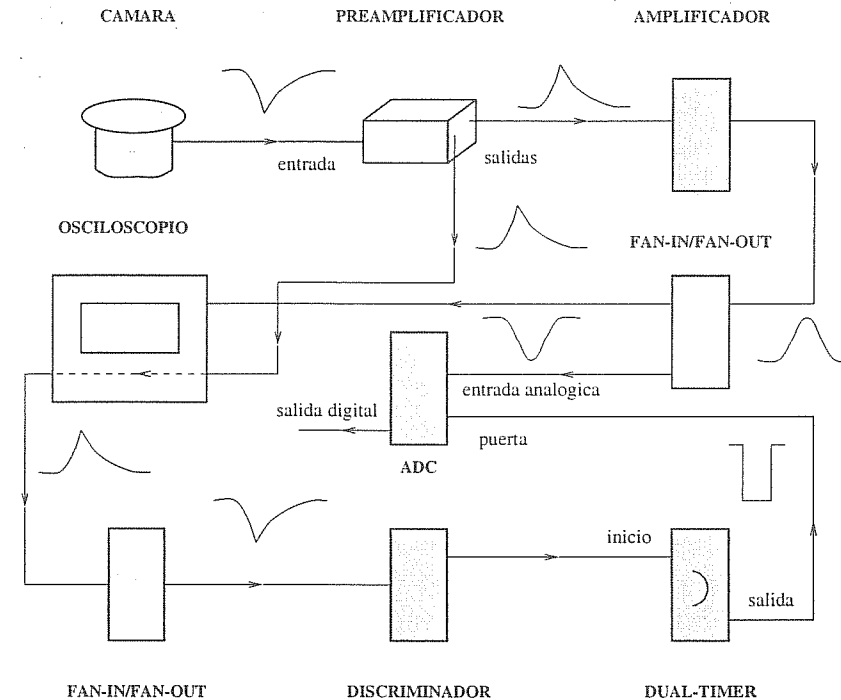 CAMARA
PREAMPLIFICADOR
AMPLIFICADOR
entrada
salidas
OSCILOSCOPIO
FAN-IN/FAN-OUT
entrada analogica
salida digital
puerta
ADC
inicio
salida
FAN-IN/FAN-OUT
DISCRIMINADOR
DUAL-TIMER